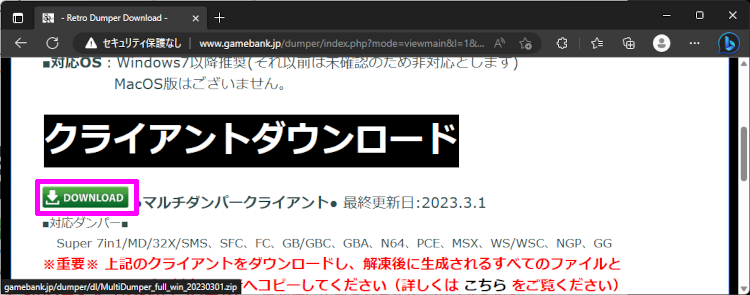 - Retro Dumper Download -
セキュリティ保護なし | www.gamebank.jp/dumper/index.php?mode=viewmain&l=1&...
■対応OS：Windows7以降推奨(それ以前は未確認のため非対応とします)
MacOS版はございません。
クライアントダウンロード
DOWNLOAD ●マルチダンパークライアント● 最終更新日:2023.3.1
■対応ダンパー■
Super 7in1/MD/32X/SMS、SFC、FC、GB/GBC、GBA、N64、PCE、MSX、WS/WSC、NGP、GG
※重要※ 上記のクライアントをダウンロードし、解凍後に生成されるすべてのファイルと
へコピーしてください（詳しくは こちら をご覧ください）
gamebank.jp/dumper/dl/MultiDumper_full_win_20230301.zip